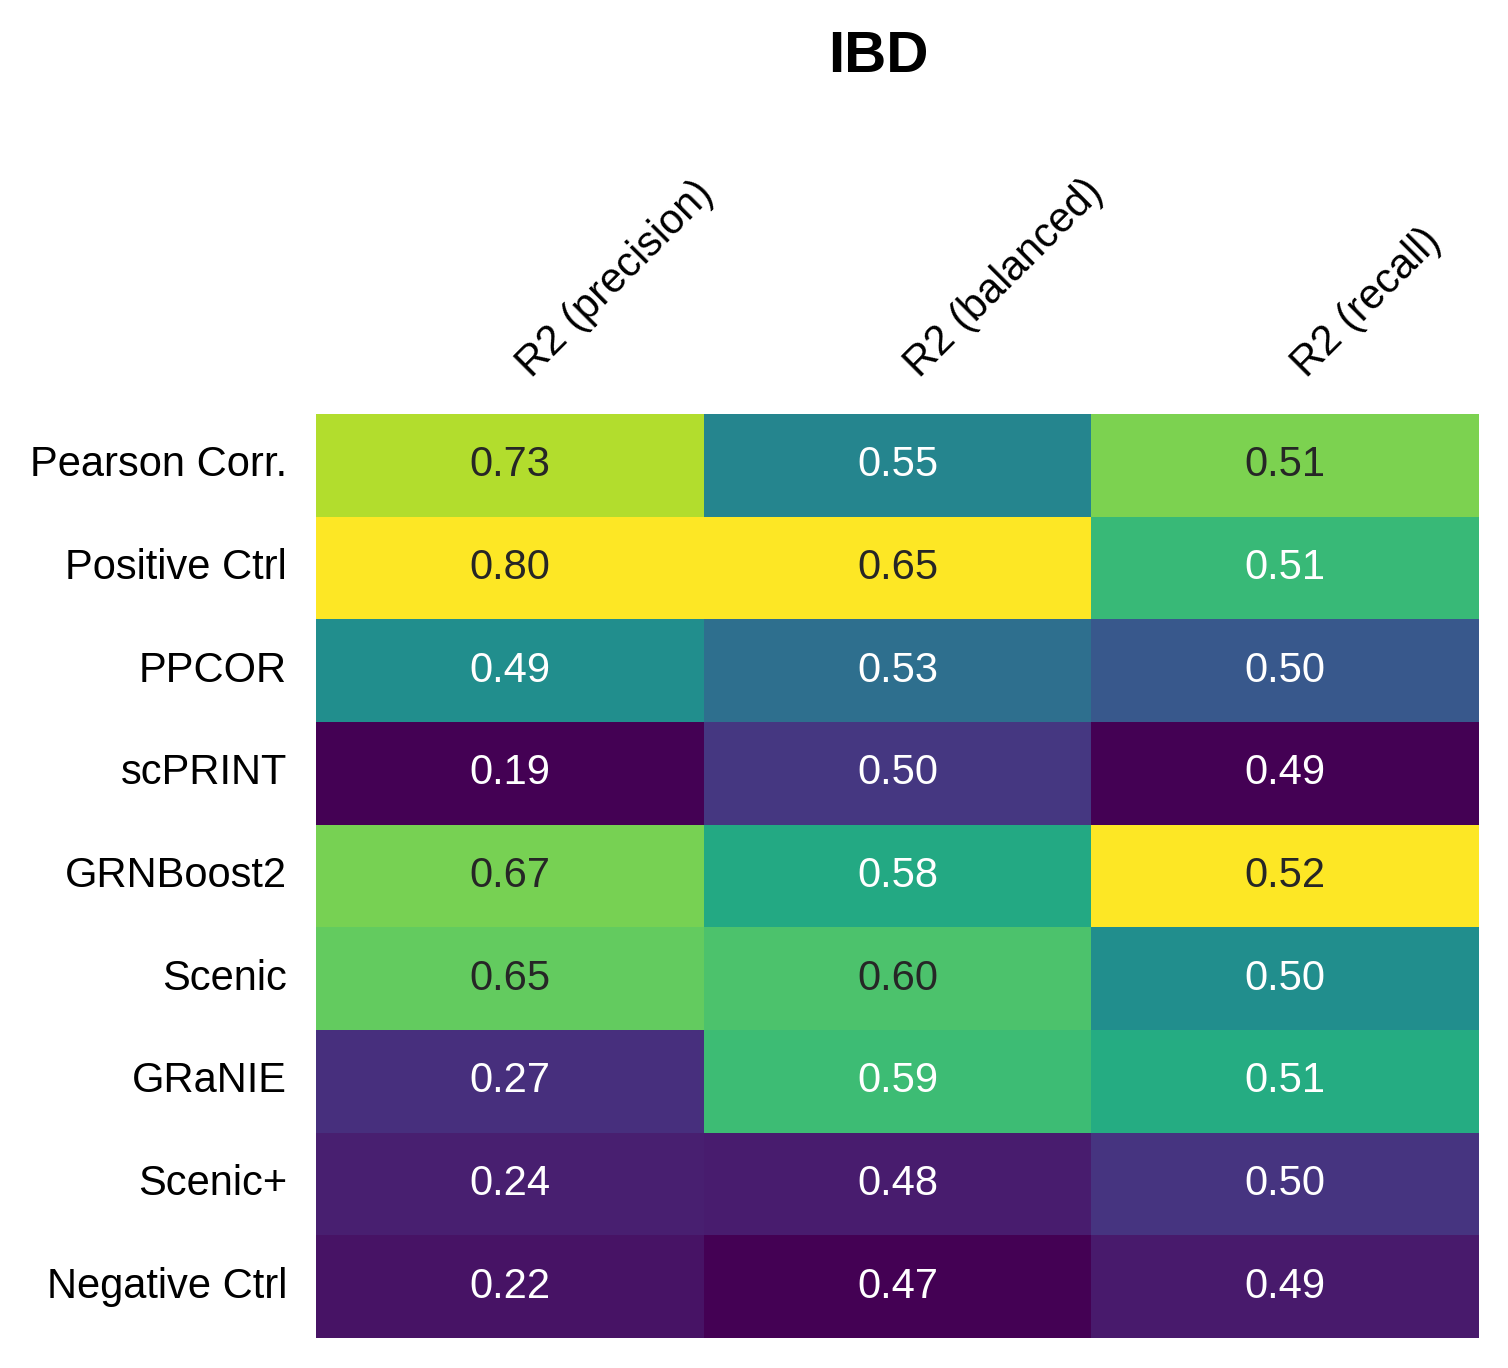 IBD
R2 (precision) R2 (balanced) R2 (recall)
Pearson Corr. 0.73 0.55 0.51
Positive Ctrl 0.80 0.65 0.51
PPCOR 0.49 0.53 0.50
scPRINT 0.19 0.50 0.49
GRNBoost2 0.67 0.58 0.52
Scenic 0.65 0.60 0.50
GRaNIE 0.27 0.59 0.51
Scenic+ 0.24 0.48 0.50
Negative Ctrl 0.22 0.47 0.49